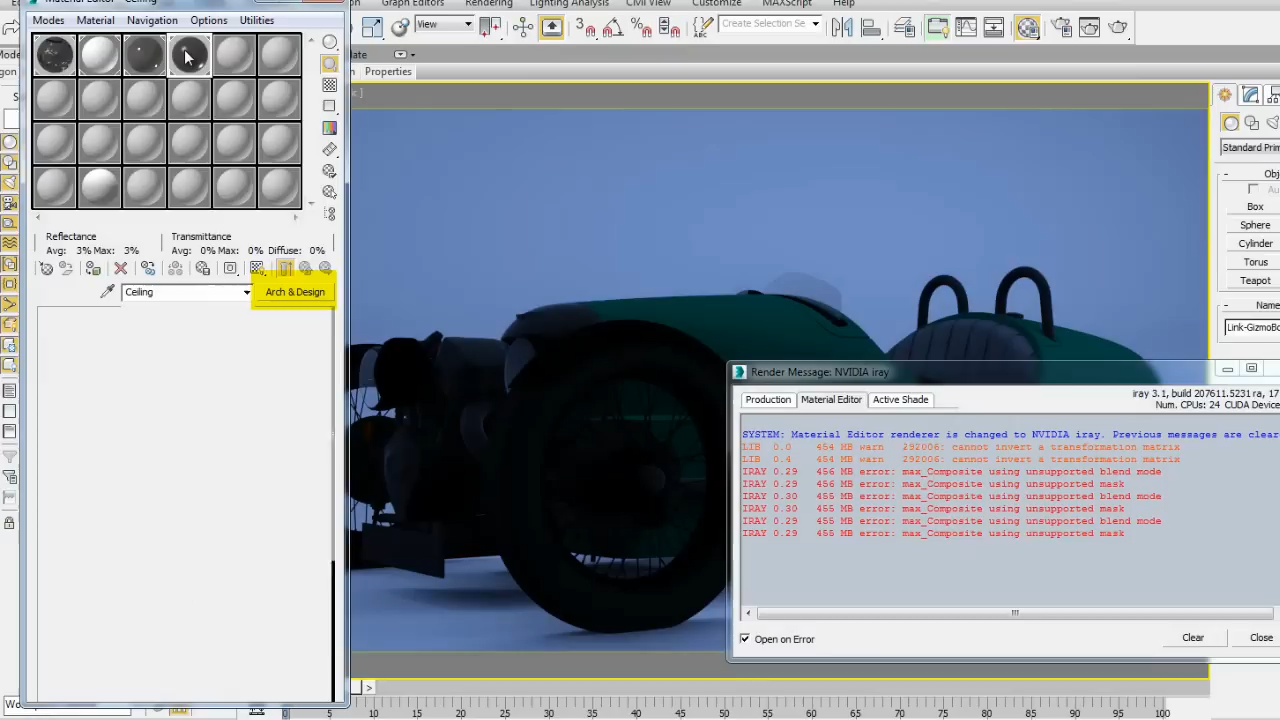 Material Editor - Ceiling
Modes Material Navigation Options Utilities
Graph Editors Rendering Lighting Analysis Civil View Customize MAXScript Help
View
3
Create Selection Se
Properties
Reflectance
Avg: 3% Max: 3%
Transmittance
Avg: 0% Max: 0% Diffuse: 0%
Ceiling
Arch & Design
Standard Prim
Box
Sphere
Cylinder
Torus
Teapot
Name
Link-GizmoBo
Render Message: NVIDIA iray
Production Material Editor Active Shade
iray 3.1, build 207611.5231 ra, 17
Num. CPUs: 24 CUDA Device
SYSTEM: Material Editor renderer is changed to NVIDIA iray. Previous messages are clear
LIB 0.0 454 MB warn 292006: cannot invert a transformation matrix
LIB 0.4 454 MB warn 292006: cannot invert a transformation matrix
IRAY 0.29 456 MB error: max_Composite using unsupported blend mode
IRAY 0.29 456 MB error: max_Composite using unsupported mask
IRAY 0.30 455 MB error: max_Composite using unsupported blend mode
IRAY 0.30 455 MB error: max_Composite using unsupported mask
IRAY 0.29 455 MB error: max_Composite using unsupported blend mode
IRAY 0.29 455 MB error: max_Composite using unsupported mask
Open on Error
Clear
Close
0 5 10 15 20 25 30 35 40 45 50 55 60 65 70 75 80 85 90 95 100